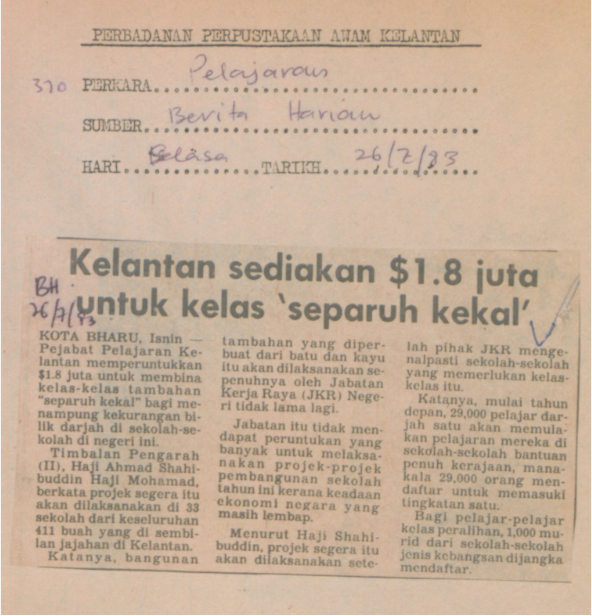 PERBADANAN PERPUSTAKAAN AWAM KELANTAN
370 PERKARA....Pelajaran
SUMBER....Berita Harian
HARI....Selasa....TARIKH....26/7/83
Kelantan sediakan $1.8 juta
untuk kelas 'separuh kekal'
BH
26/7/83
KOTA BHARU, Isnin —
Pejabat Pelajaran Ke-
lantan memperuntukkan
$1.8 juta untuk membina
kelas-kelas tambahan
"separuh kekal" bagi me-
nampung kekurangan bi-
lik darjah di sekolah-se-
kolah di negeri ini.
Timbalan Pengarah
(II), Haji Ahmad Shahi-
buddin Haji Mohamad,
berkata projek segera itu
akan dilaksanakan di 33
sekolah dari keseluruhan
411 buah yang di sembi-
lan jajahan di Kelantan.
Katanya, bangunan
tambahan yang diper-
buat dari batu dan kayu
itu akan dilaksanakan se-
penuhnya oleh Jabatan
Kerja Raya (JKR) Nege-
ri tidak lama lagi.
Jabatan itu tidak men-
dapat peruntukan yang
banyak untuk melaksa-
nakan projek-projek
pembangunan sekolah
tahun ini kerana keadaan
ekonomi negara yang
masih lembap.
Menurut Haji Shahi-
buddin, projek segera itu
akan dilaksanakan sete-
lah pihak JKR menge-
nalpasti sekolah-sekolah
yang memerlukan kelas-
kelas itu.
Katanya, mulai tahun
depan, 29,000 pelajar dar-
jah satu akan memula-
kan pelajaran mereka di
sekolah-sekolah bantuan
penuh kerajaan, mana-
kala 29,000 orang men-
daftar untuk memasuki
tingkatan satu.
Bagi pelajar-pelajar
kelas peralihan, 1,000 mu-
rid dari sekolah-sekolah
jenis kebangsan dijangka
mendaftar.